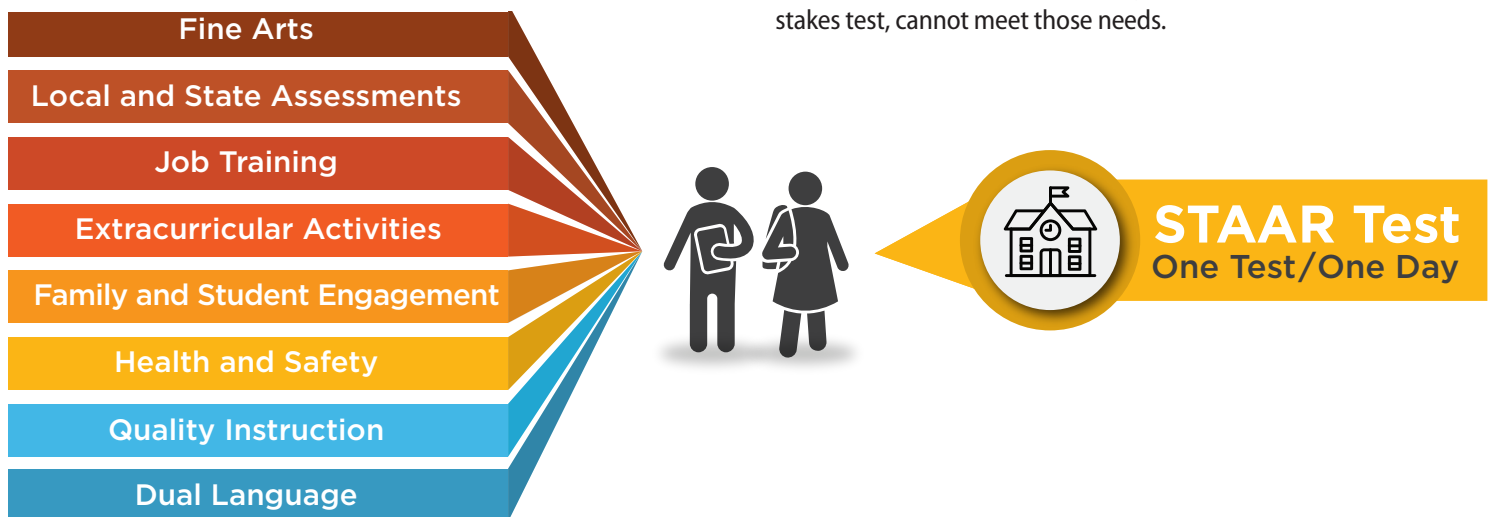 stakes test, cannot meet those needs.
Fine Arts
Local and State Assessments
Job Training
Extracurricular Activities
Family and Student Engagement
Health and Safety
Quality Instruction
Dual Language
STAAR Test
One Test/One Day